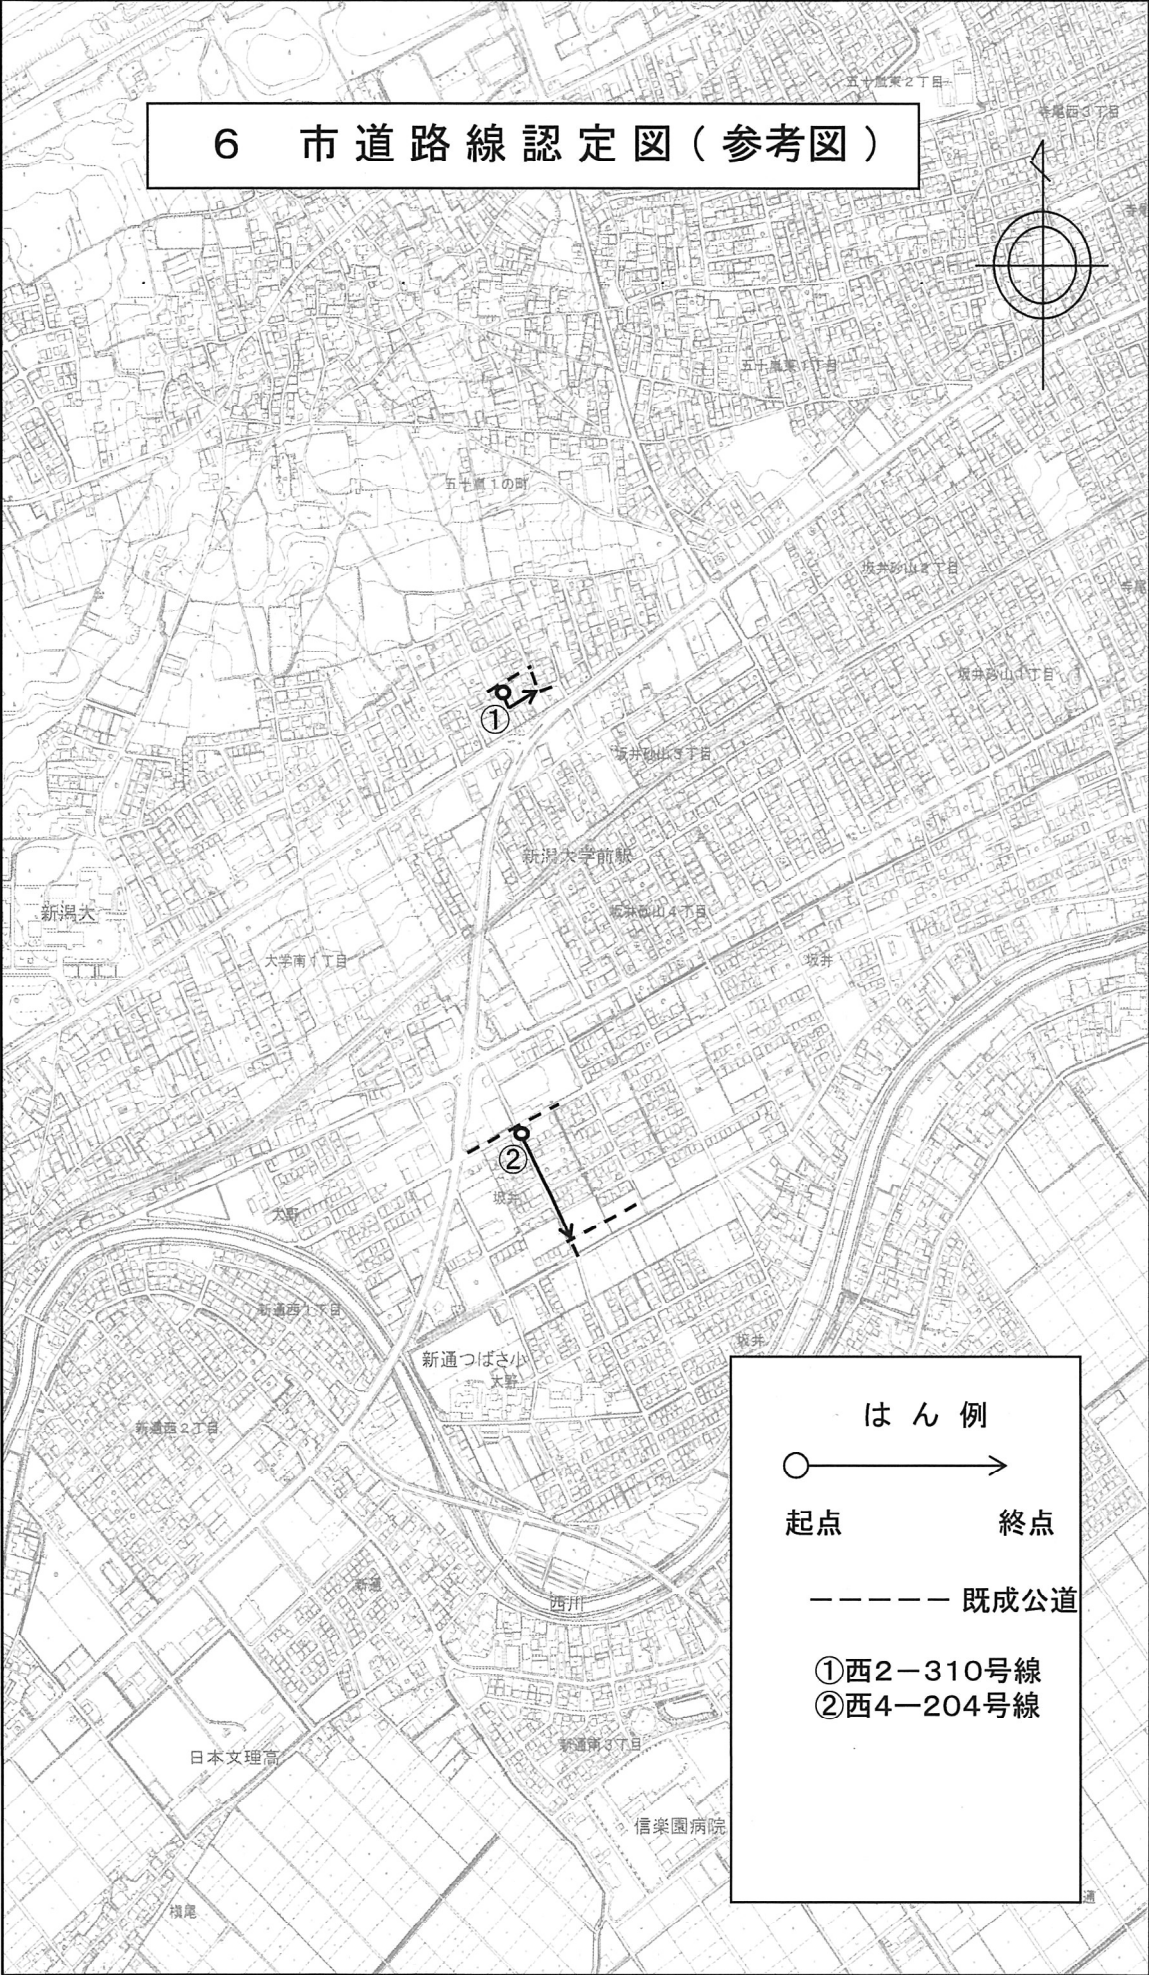 五十嵐東2丁目
寺尾西3丁目
6 市道路線認定図(参考図)
五十嵐東1丁目
五十嵐1の町
坂井砂山2丁目
坂井砂山1丁目
①
坂井砂山3丁目
新潟大学前駅
新潟大
坂井砂山4丁目
大学南1丁目
坂井
②
坂井
大野
新通西1丁目
坂井
新通つばさ小
大野
はん例
新通西2丁目
起点 終点
新通
西川
-----既成公道
①西2-310号線
②西4-204号線
新通南3丁目
日本文理高
信楽園病院
槇尾
通